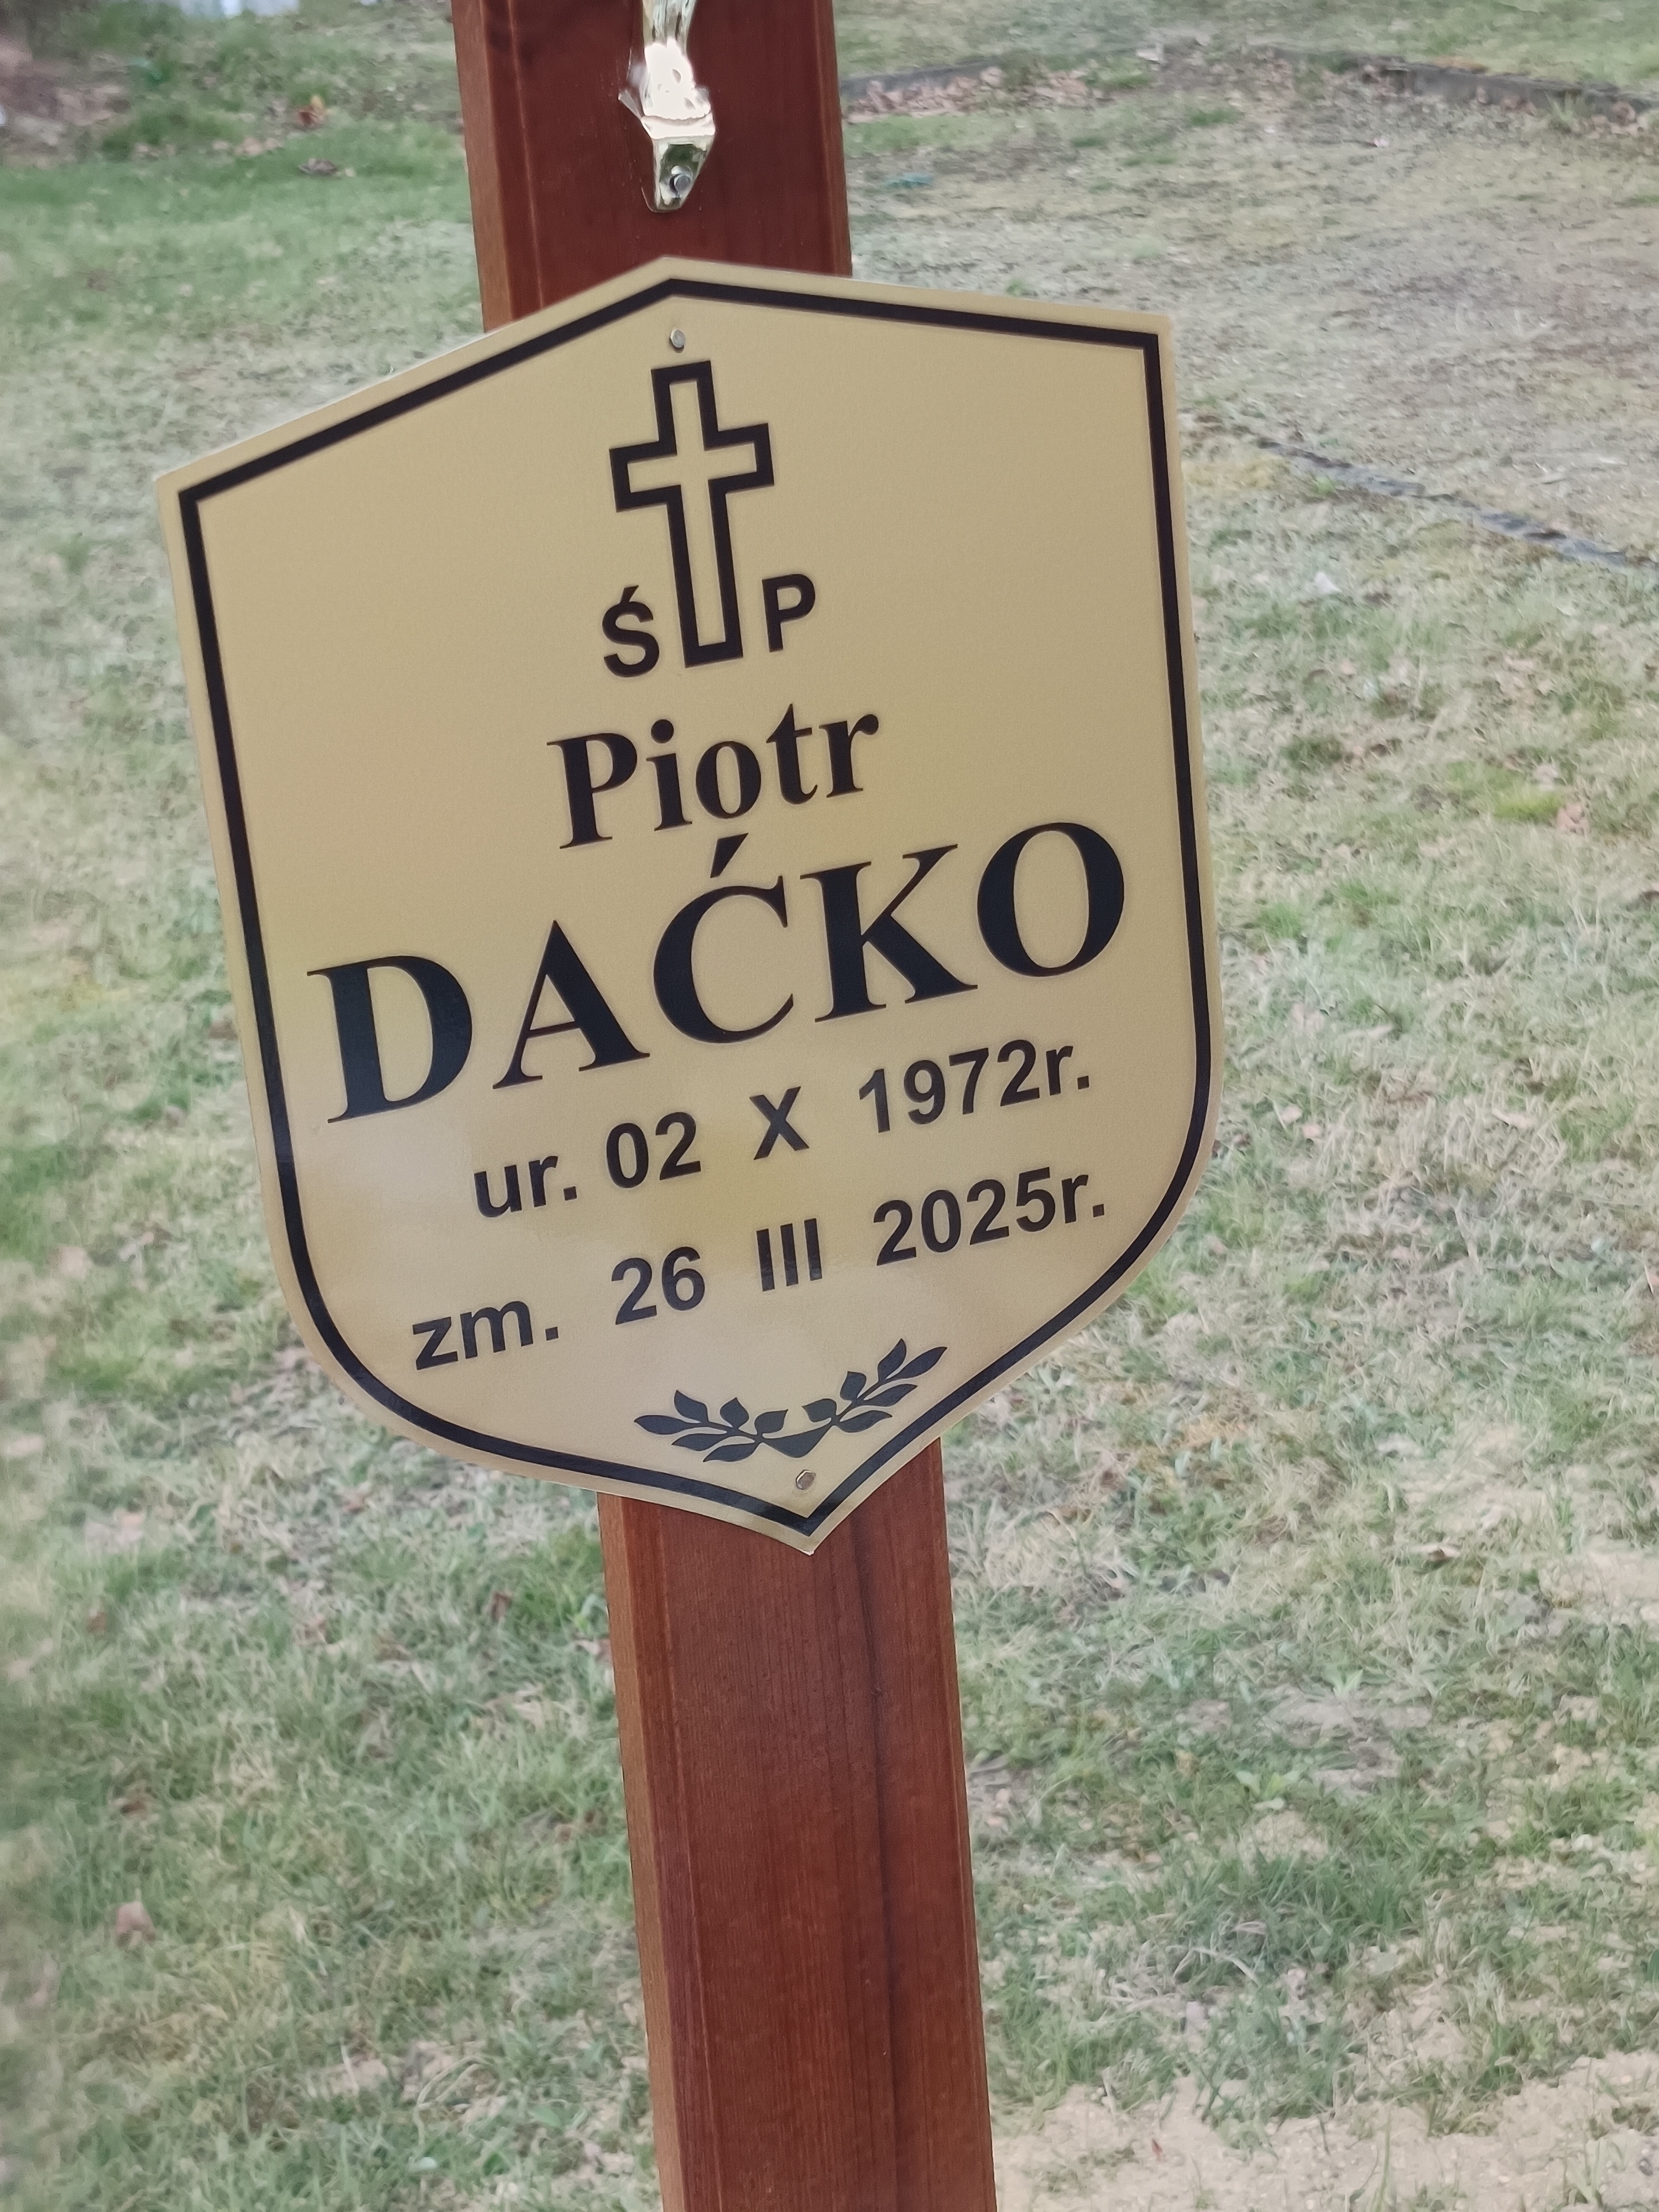 Ś P
Piotr
DAĆKO
ur. 02 X 1972r.
zm. 26 III 2025r.